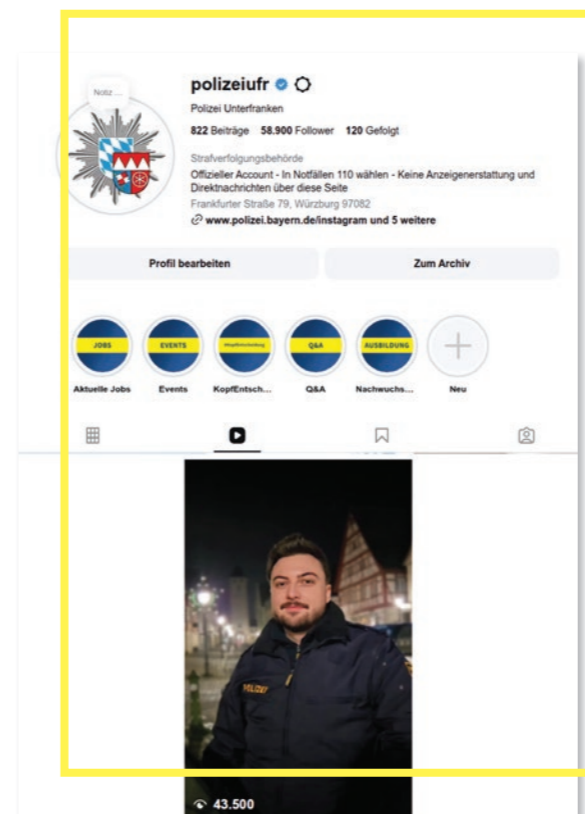 Notiz ...
polizeiufr
Polizei Unterfranken
822 Beiträge 58.900 Follower 120 Gefolgt
Strafverfolgungsbehörde
Offizieller Account - In Notfällen 110 wählen - Keine Anzeigenerstattung und
Direktnachrichten über diese Seite
Frankfurter Straße 79, Würzburg 97082
www.polizei.bayern.de/instagram und 5 weitere
Profil bearbeiten Zum Archiv
JOBS EVENTS #KopfEntscheidung Q&A AUSBILDUNG
Aktuelle Jobs Events KopfEntsch... Q&A Nachwuchs... Neu
POLIZEI
43.500